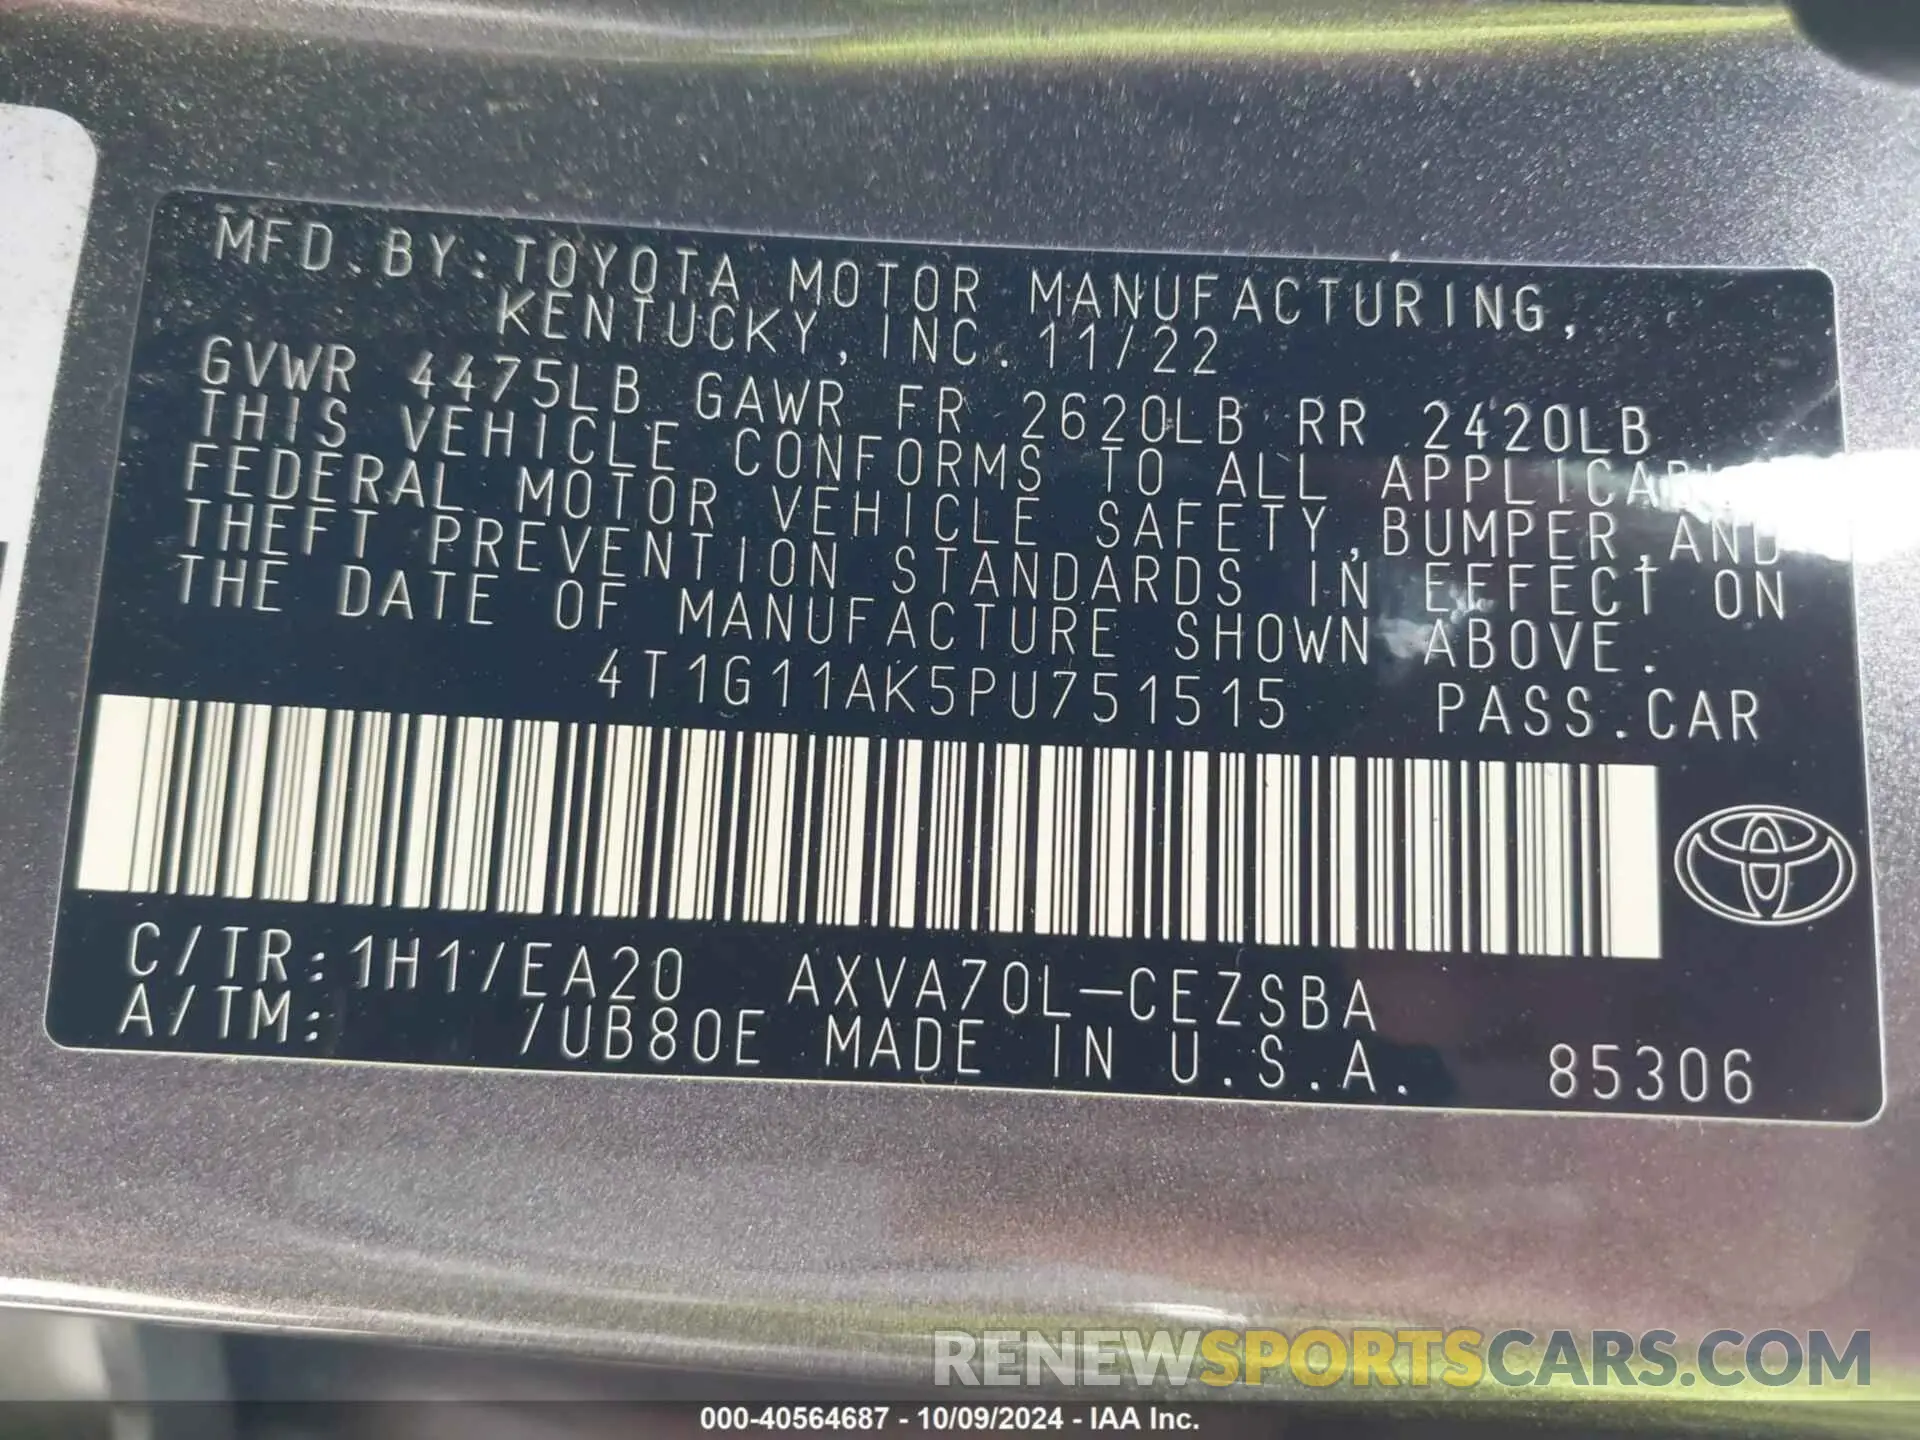 MFD.BY:TOYOTA MOTOR MANUFACTURING,
KENTUCKY,INC.11/22
GVWR 4475LB GAWR FR 2620LB RR 2420LB
THIS VEHICLE CONFORMS TO ALL
FEDERAL MOTOR VEHICLE SAFETY,BUMPER,AND
THEFT PREVENTION STANDARDS IN EFFECT ON
THE DATE OF MANUFACTURE SHOWN ABOVE.
4T1G11AK5PU751515 PASS.CAR
C/TR:1H1/EA20 AXVA70L-CEZSBA
A/TM: /UB80E MADE IN U.S.A. 85306
RENEWSPORTSCARS.COM
000-40564687 - 10/09/2024 - IAA Inc.